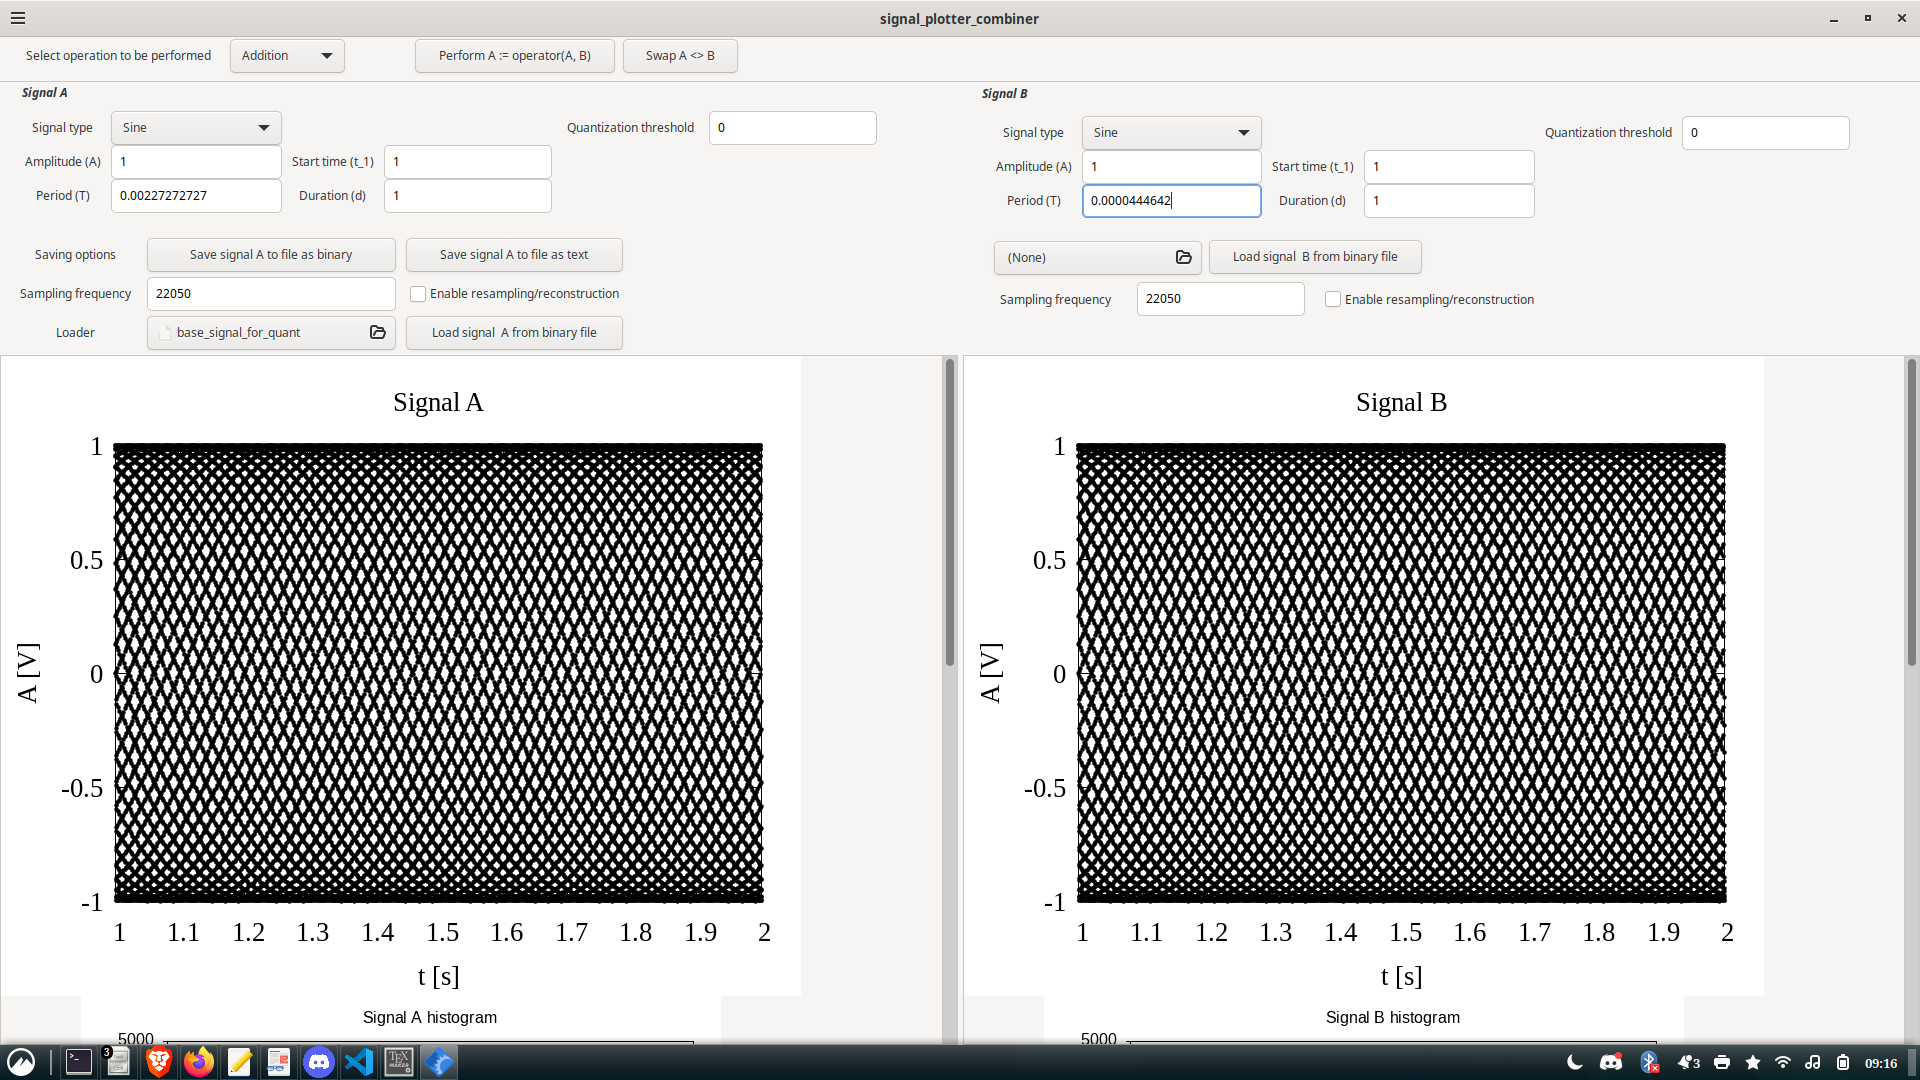 signal_plotter_combiner
Select operation to be performed
Addition
Perform A := operator(A, B)
Swap A <> B
Signal A
Signal type
Sine
Quantization threshold
0
Amplitude (A)
1
Start time (t_1)
1
Period (T)
0.00227272727
Duration (d)
1
Saving options
Save signal A to file as binary
Save signal A to file as text
Sampling frequency
22050
Enable resampling/reconstruction
Loader
base_signal_for_quant
Load signal  A from binary file
Signal B
Signal type
Sine
Quantization threshold
0
Amplitude (A)
1
Start time (t_1)
1
Period (T)
0.0000444642
Duration (d)
1
(None)
Load signal  B from binary file
Sampling frequency
22050
Enable resampling/reconstruction
Signal A
1
0.5
0
-0.5
-1
A [V]
1 1.1 1.2 1.3 1.4 1.5 1.6 1.7 1.8 1.9 2
t [s]
Signal A histogram
5000
Signal B
1
0.5
0
-0.5
-1
A [V]
1 1.1 1.2 1.3 1.4 1.5 1.6 1.7 1.8 1.9 2
t [s]
Signal B histogram
5000
3
TEX
MAKER
3
09:16